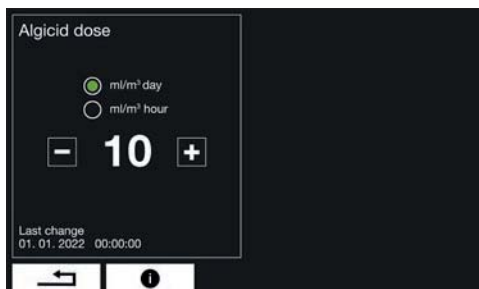 Algicid dose
ml/m³ day
ml/m³ hour
− 10 +
Last change
01. 01. 2022 00:00:00
i